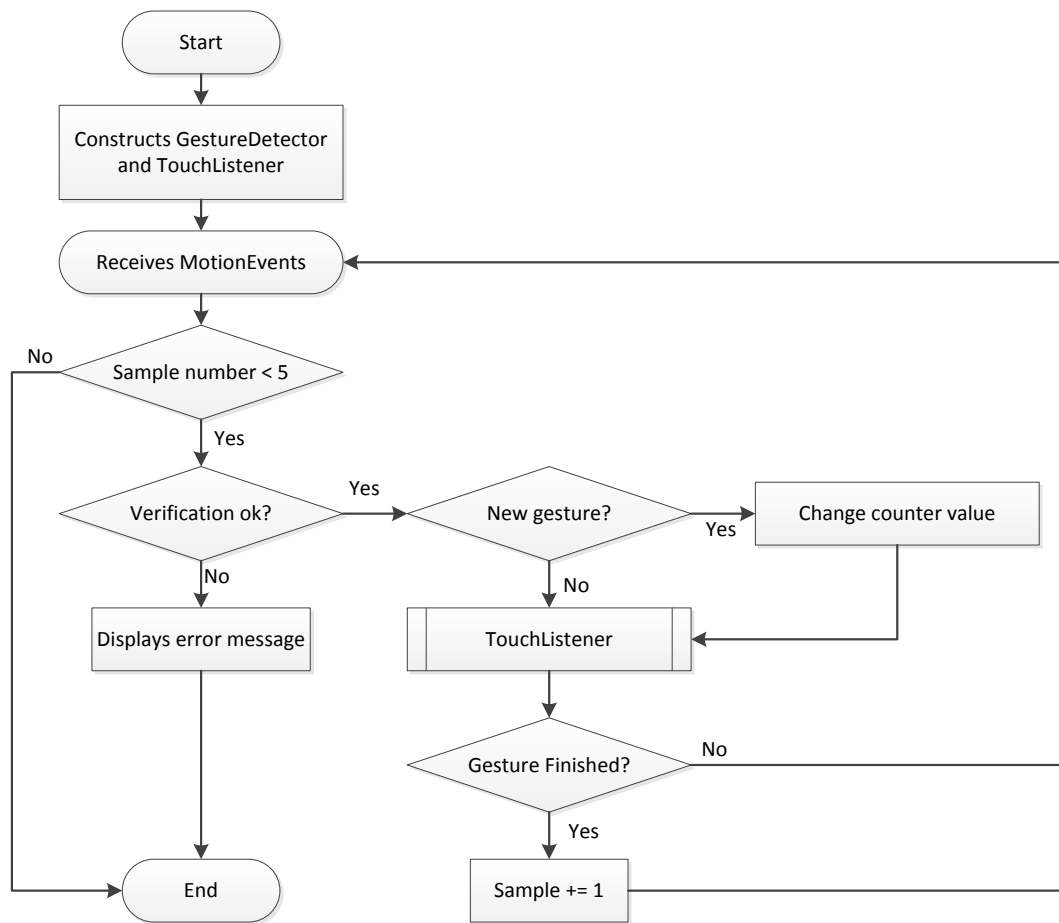 Start
Constructs GestureDetector
and TouchListener
Receives MotionEvents
No
Sample number < 5
Yes
Verification ok?
Yes
New gesture?
Yes
Change counter value
No
No
Displays error message
TouchListener
Gesture Finished?
No
Yes
End
Sample += 1